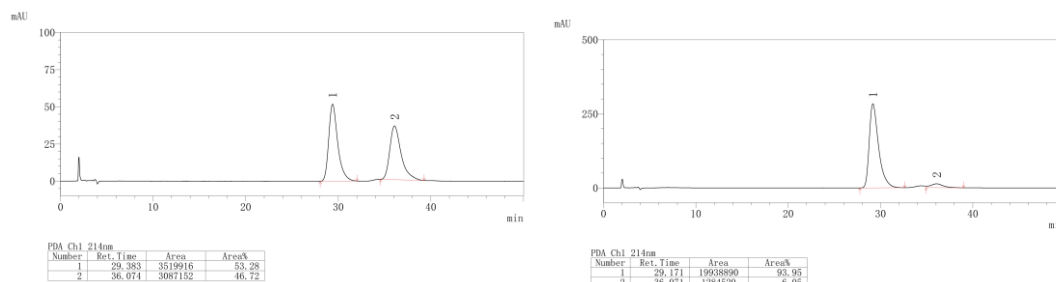 mAU
100
1
2
75
50
25
0
0 10 20 30 40
min
PDA Ch1 214nm
Number Ret. Time Area Area%
1 29.383 3519916 53.28
2 36.074 3087152 46.72
mAU
500
1
250
2
0
0 10 20 30 40
m
PDA Ch1 214nm
Number Ret. Time Area Area%
1 29.171 19938890 93.95